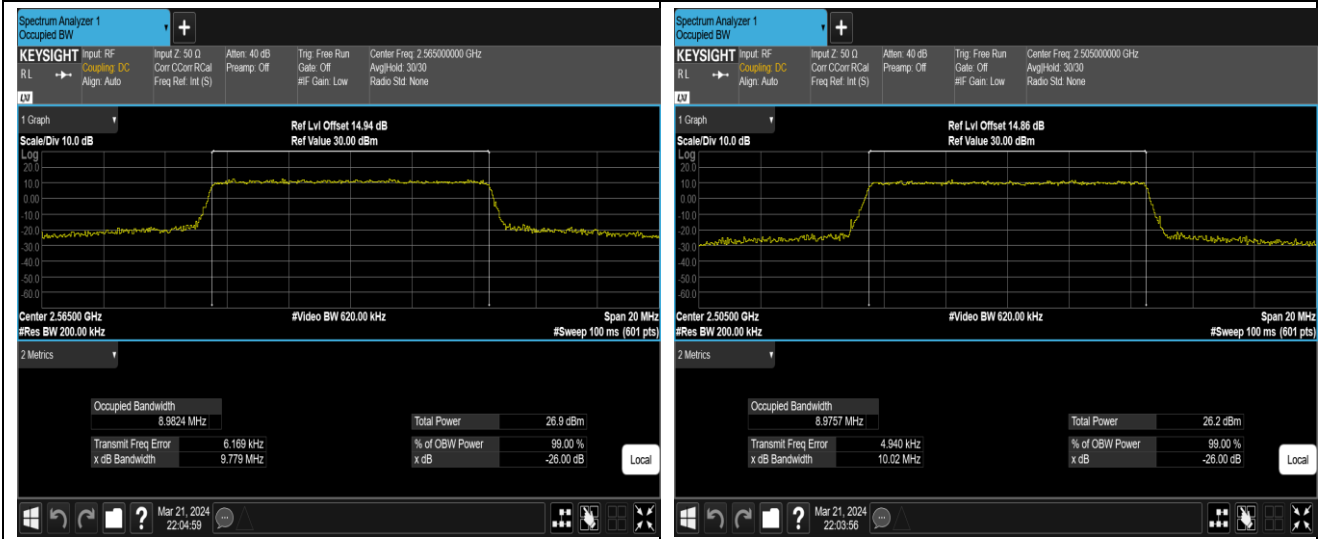 Spectrum Analyzer 1
Occupied BW
+
KEYSIGHT Input: RF Input Z: 50 Ω Atten: 40 dB Trig: Free Run Center Freq: 2.565000000 GHz
RL Coupling: DC Corr CCorr RCal Preamp: Off Gate: Off Avg|Hold: 30/30
Align: Auto Freq Ref: Int (S) #IF Gain: Low Radio Std: None
LXI
1 Graph
Ref Lvl Offset 14.94 dB
Scale/Div 10.0 dB Ref Value 30.00 dBm
Log
20.0
10.0
0.00
-10.0
-20.0
-30.0
-40.0
-50.0
-60.0
Center 2.56500 GHz #Video BW 620.00 kHz Span 20 MHz
#Res BW 200.00 kHz #Sweep 100 ms (601 pts)
2 Metrics
Occupied Bandwidth
8.9824 MHz Total Power 26.9 dBm
Transmit Freq Error 6.169 kHz % of OBW Power 99.00 %
x dB Bandwidth 9.779 MHz x dB -26.00 dB
Local
? Mar 21, 2024
22:04:59
Spectrum Analyzer 1
Occupied BW
+
KEYSIGHT Input: RF Input Z: 50 Ω Atten: 40 dB Trig: Free Run Center Freq: 2.505000000 GHz
RL Coupling: DC Corr CCorr RCal Preamp: Off Gate: Off Avg|Hold: 30/30
Align: Auto Freq Ref: Int (S) #IF Gain: Low Radio Std: None
LXI
1 Graph
Ref Lvl Offset 14.86 dB
Scale/Div 10.0 dB Ref Value 30.00 dBm
Log
20.0
10.0
0.00
-10.0
-20.0
-30.0
-40.0
-50.0
-60.0
Center 2.50500 GHz #Video BW 620.00 kHz Span 20 MHz
#Res BW 200.00 kHz #Sweep 100 ms (601 pts)
2 Metrics
Occupied Bandwidth
8.9757 MHz Total Power 26.2 dBm
Transmit Freq Error 4.940 kHz % of OBW Power 99.00 %
x dB Bandwidth 10.02 MHz x dB -26.00 dB
Local
? Mar 21, 2024
22:03:56